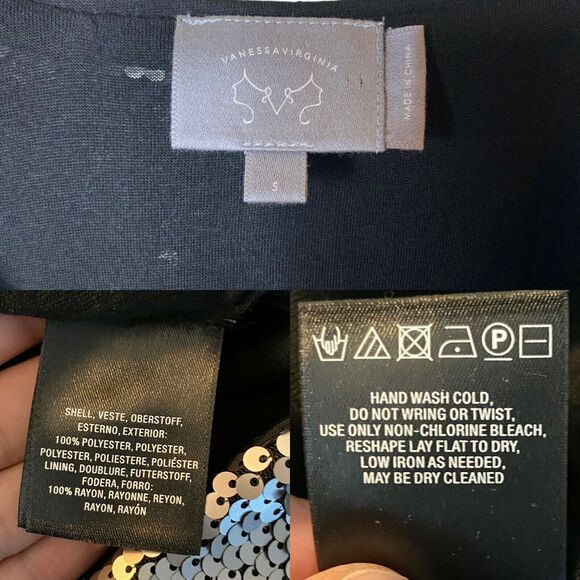 VANESSAVIRGINIA
MADE IN CHINA
S
SHELL, VESTE, OBERSTOFF,
ESTERNO, EXTERIOR:
100% POLYESTER, POLYESTER,
POLYESTER, POLIESTERE, POLIÉSTER
LINING, DOUBLURE, FUTTERSTOFF,
FODERA, FORRO:
100% RAYON, RAYONNE, REYON,
RAYON, RAYÓN
P
HAND WASH COLD,
DO NOT WRING OR TWIST,
USE ONLY NON-CHLORINE BLEACH,
RESHAPE LAY FLAT TO DRY,
LOW IRON AS NEEDED,
MAY BE DRY CLEANED